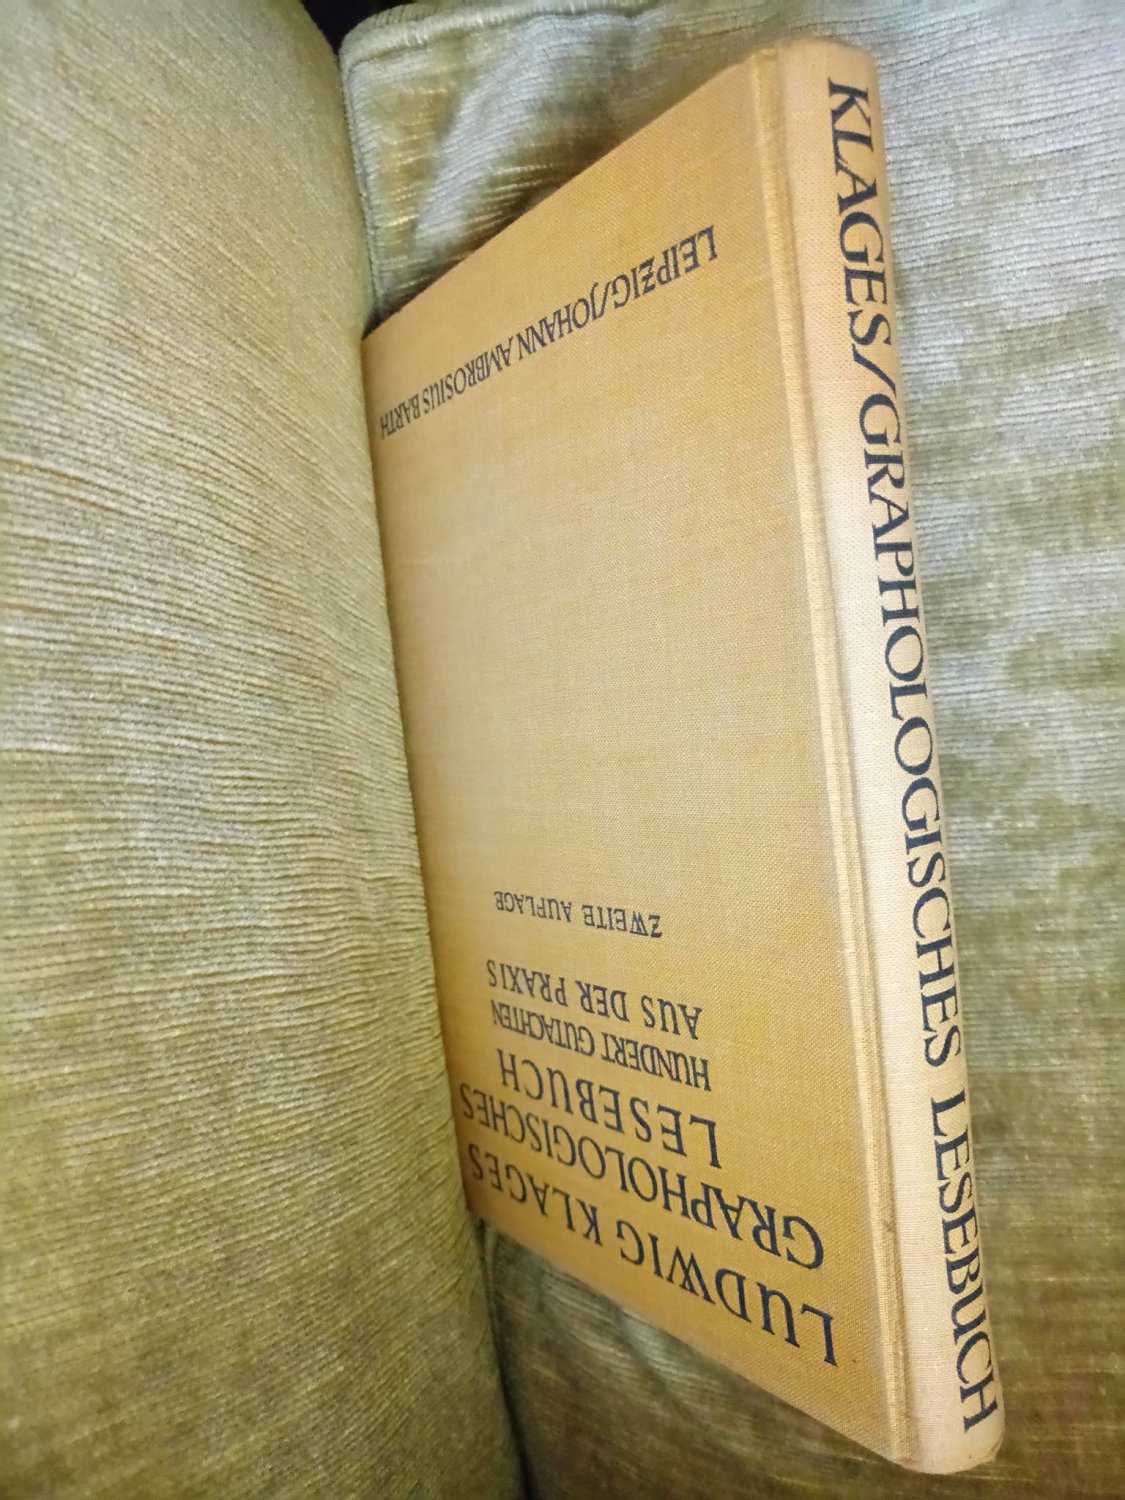 LUDWIG KLAGES
GRAPHOLOGISCHES
LESEBUCH
HUNDERT GUTACHTEN
AUS DER PRAXIS
ZWEITE AUFLAGE
LEIPZIG/JOHANN AMBROSIUS BARTH
KLAGES/GRAPHOLOGISCHES LESEBUCH